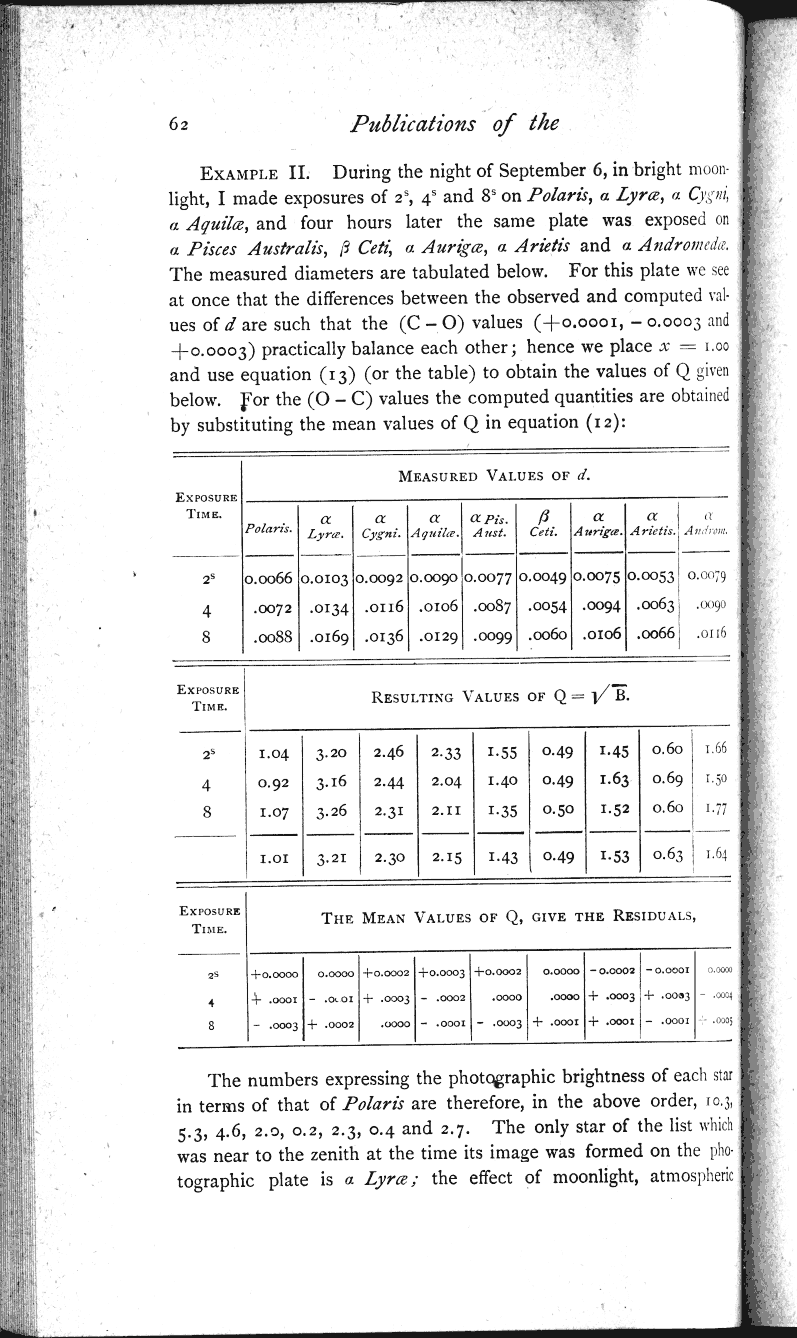 62 Publications of the
EXAMPLE II. During the night of September 6, in bright moon-
light, I made exposures of 2ˢ, 4ˢ and 8ˢ on Polaris, α Lyræ, α Cygni,
α Aquilæ, and four hours later the same plate was exposed on
α Pisces Australis, β Ceti, α Aurigæ, α Arietis and α Andromedæ.
The measured diameters are tabulated below. For this plate we see
at once that the differences between the observed and computed val-
ues of d are such that the (C – O) values (+0.0001, – 0.0003 and
+0.0003) practically balance each other; hence we place x = 1.00
and use equation (13) (or the table) to obtain the values of Q given
below. For the (O – C) values the computed quantities are obtained
by substituting the mean values of Q in equation (12):
EXPOSURE TIME. MEASURED VALUES OF d.
Polaris. α Lyræ. α Cygni. α Aquilæ. α Pis. Aust. β Ceti. α Aurigæ. α Arietis. α Androm.
2ˢ 0.0066 0.0103 0.0092 0.0090 0.0077 0.0049 0.0075 0.0053 0.0079
4 .0072 .0134 .0116 .0106 .0087 .0054 .0094 .0063 .0090
8 .0088 .0169 .0136 .0129 .0099 .0060 .0106 .0066 .0116
EXPOSURE TIME. RESULTING VALUES OF Q = √B.
2ˢ 1.04 3.20 2.46 2.33 1.55 0.49 1.45 0.60 1.66
4 0.92 3.16 2.44 2.04 1.40 0.49 1.63 0.69 1.50
8 1.07 3.26 2.31 2.11 1.35 0.50 1.52 0.60 1.77
1.01 3.21 2.30 2.15 1.43 0.49 1.53 0.63 1.64
EXPOSURE TIME. THE MEAN VALUES OF Q, GIVE THE RESIDUALS,
2ˢ +0.0000 0.0000 +0.0002 +0.0003 +0.0002 0.0000 –0.0002 –0.0001 0.0000
4 + .0001 – .0001 + .0003 – .0002 .0000 .0000 + .0003 + .0003 – .0004
8 – .0003 + .0002 .0000 – .0001 – .0003 + .0001 + .0001 – .0001 + .0005
The numbers expressing the photographic brightness of each star
in terms of that of Polaris are therefore, in the above order, 10.3,
5.3, 4.6, 2.0, 0.2, 2.3, 0.4 and 2.7. The only star of the list which
was near to the zenith at the time its image was formed on the pho-
tographic plate is α Lyræ; the effect of moonlight, atmospheric